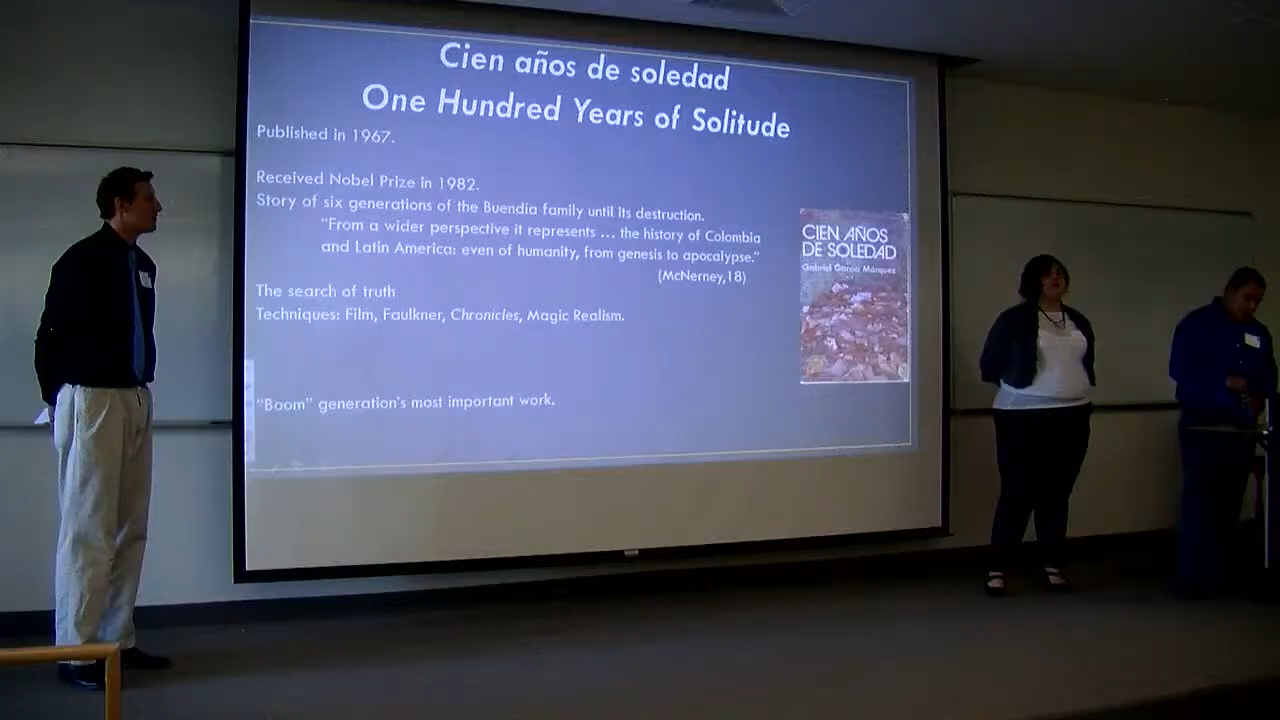 Cien años de soledad
One Hundred Years of Solitude
Published in 1967.
Received Nobel Prize in 1982.
Story of six generations of the Buendía family until its destruction.
"From a wider perspective it represents ... the history of Colombia
and Latin America: even of humanity, from genesis to apocalypse."
(McNerney,18)
The search of truth
Techniques: Film, Faulkner, Chronicles, Magic Realism.
"Boom" generation's most important work.
CIEN AÑOS
DE SOLEDAD
Gabriel García Márquez